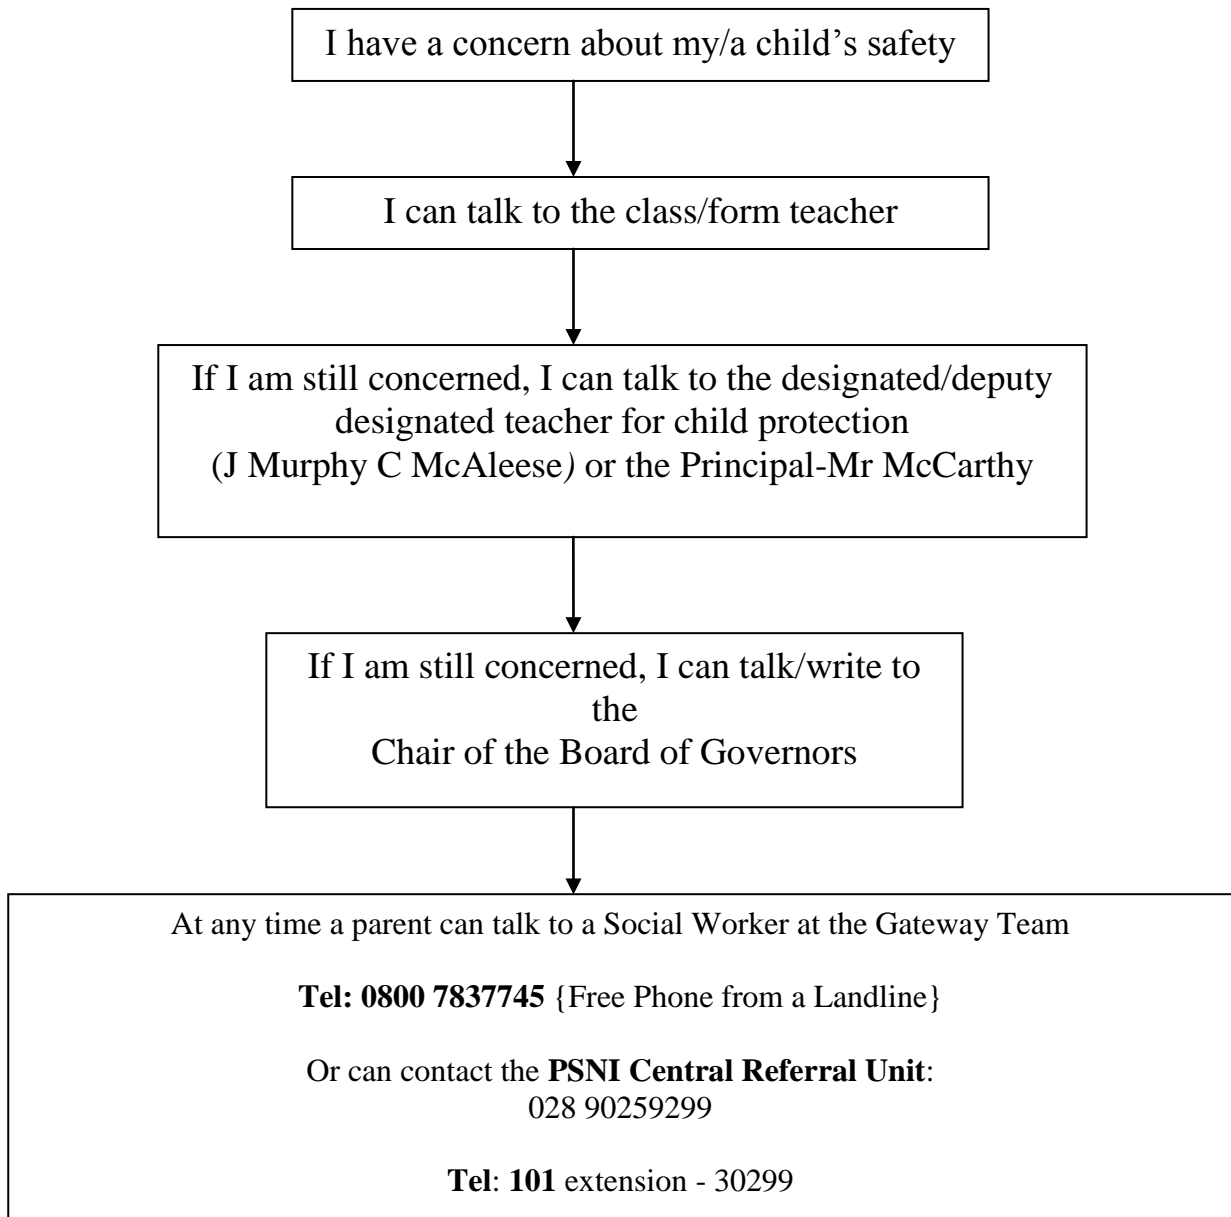 I have a concern about my/a child’s safety
I can talk to the class/form teacher
If I am still concerned, I can talk to the designated/deputy
designated teacher for child protection
(J Murphy C McAleese) or the Principal-Mr McCarthy
If I am still concerned, I can talk/write to
the
Chair of the Board of Governors
At any time a parent can talk to a Social Worker at the Gateway Team
Tel: 0800 7837745 {Free Phone from a Landline}
Or can contact the PSNI Central Referral Unit:
028 90259299
Tel: 101 extension - 30299